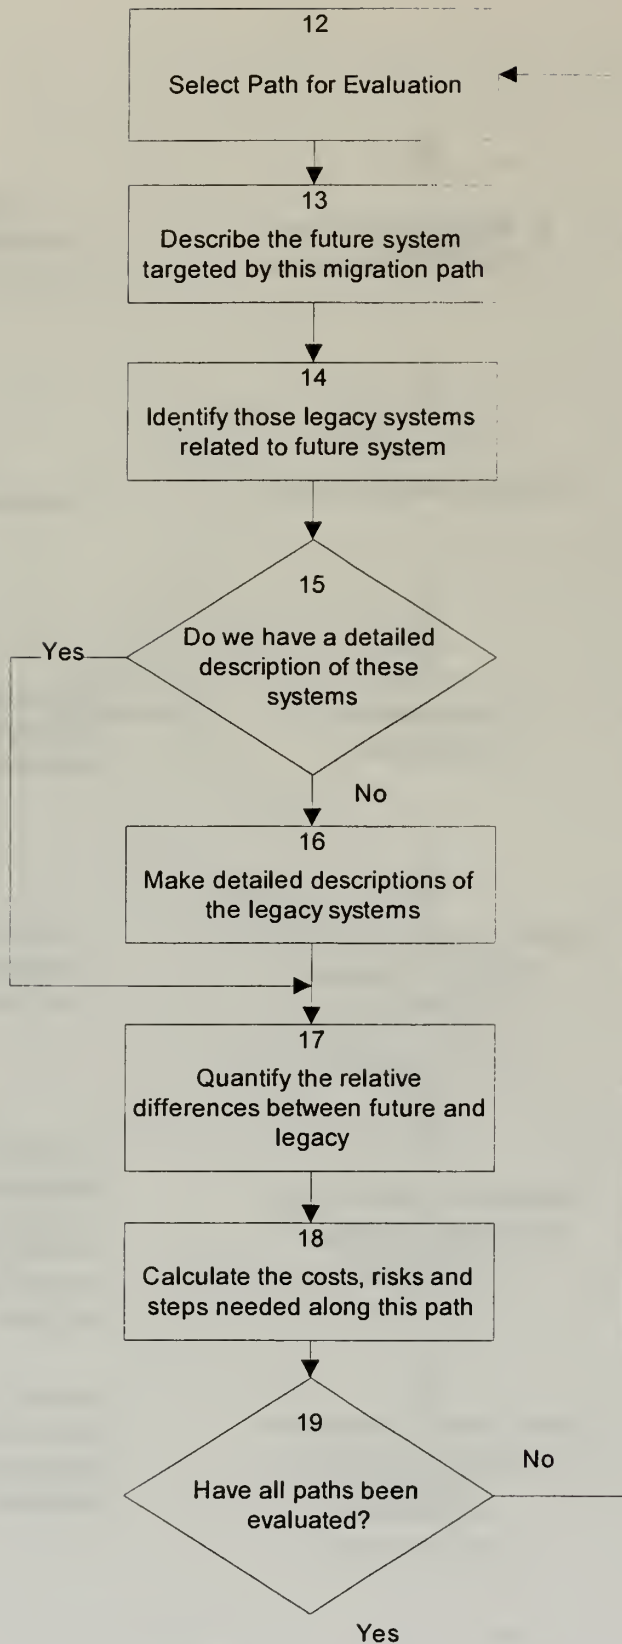 12
Select Path for Evaluation
13
Describe the future system
targeted by this migration path
14
Identify those legacy systems
related to future system
15
Do we have a detailed
description of these
systems
Yes
No
16
Make detailed descriptions of
the legacy systems
17
Quantify the relative
differences between future and
legacy
18
Calculate the costs, risks and
steps needed along this path
19
Have all paths been
evaluated?
No
Yes